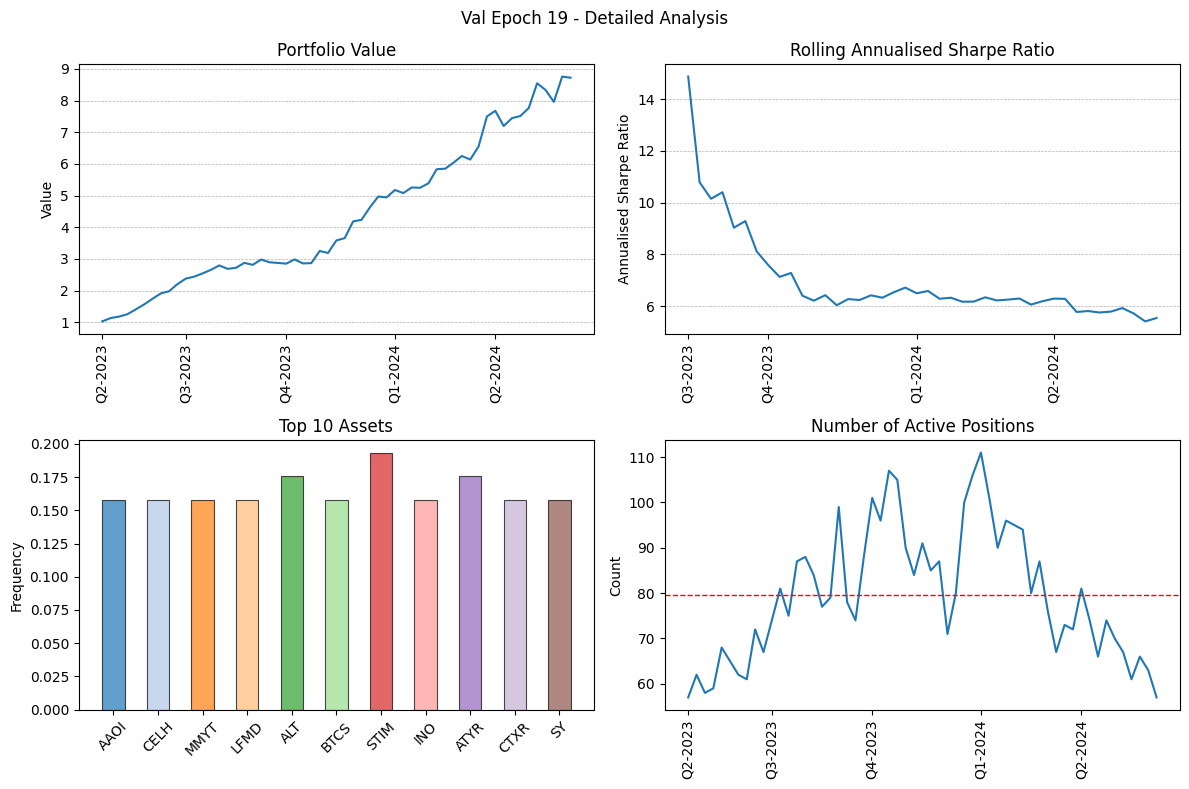 Val Epoch 19 - Detailed Analysis
Portfolio Value
Value
9
8
7
6
5
4
3
2
1
Q2-2023
Q3-2023
Q4-2023
Q1-2024
Q2-2024
Rolling Annualised Sharpe Ratio
Annualised Sharpe Ratio
14
12
10
8
6
Q3-2023
Q4-2023
Q1-2024
Q2-2024
Top 10 Assets
Frequency
0.200
0.175
0.150
0.125
0.100
0.075
0.050
0.025
0.000
AAOI
CELH
MMYT
LFMD
ALT
BTCS
STIM
INO
ATYR
CTXR
SY
Number of Active Positions
Count
110
100
90
80
70
60
Q2-2023
Q3-2023
Q4-2023
Q1-2024
Q2-2024